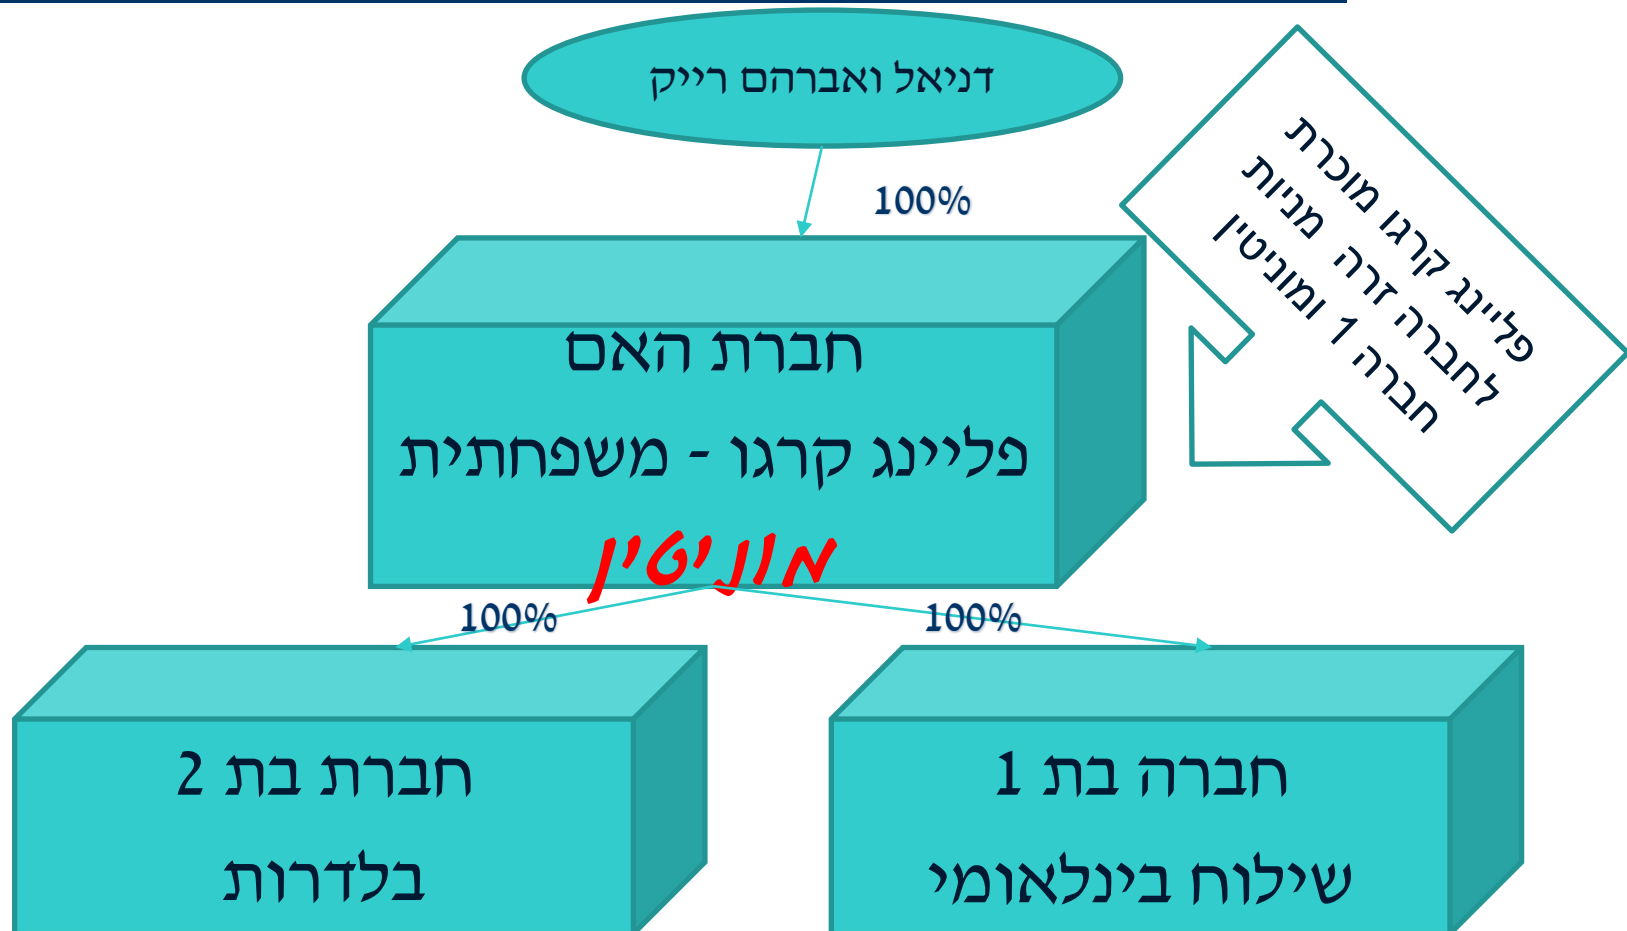 דניאל ואברהם רייק
100%
פליינג קרגו מוכרת
לחברה זרה מניות
חברה 1 ומוניטין
חברת האם
פליינג קרגו - משפחתית
מוניטין
100%
100%
חברה בת 1
שילוח בינלאומי
חברת בת 2
בלדרות